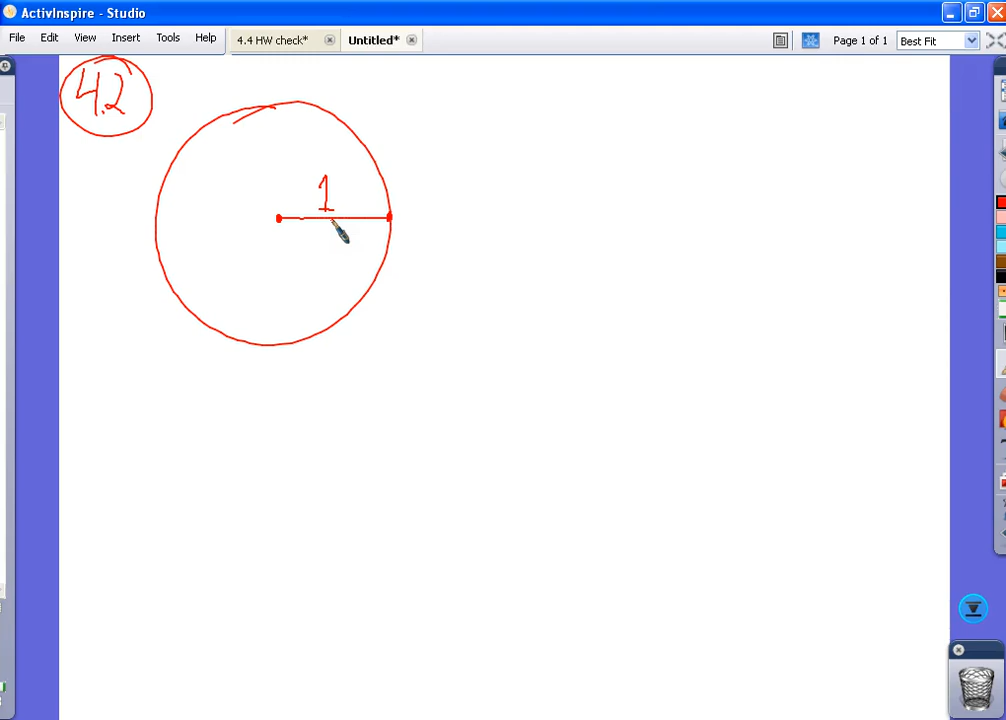 ActivInspire - Studio
File Edit View Insert Tools Help 4.4 HW check* Untitled* Page 1 of 1 Best Fit
4.2
1